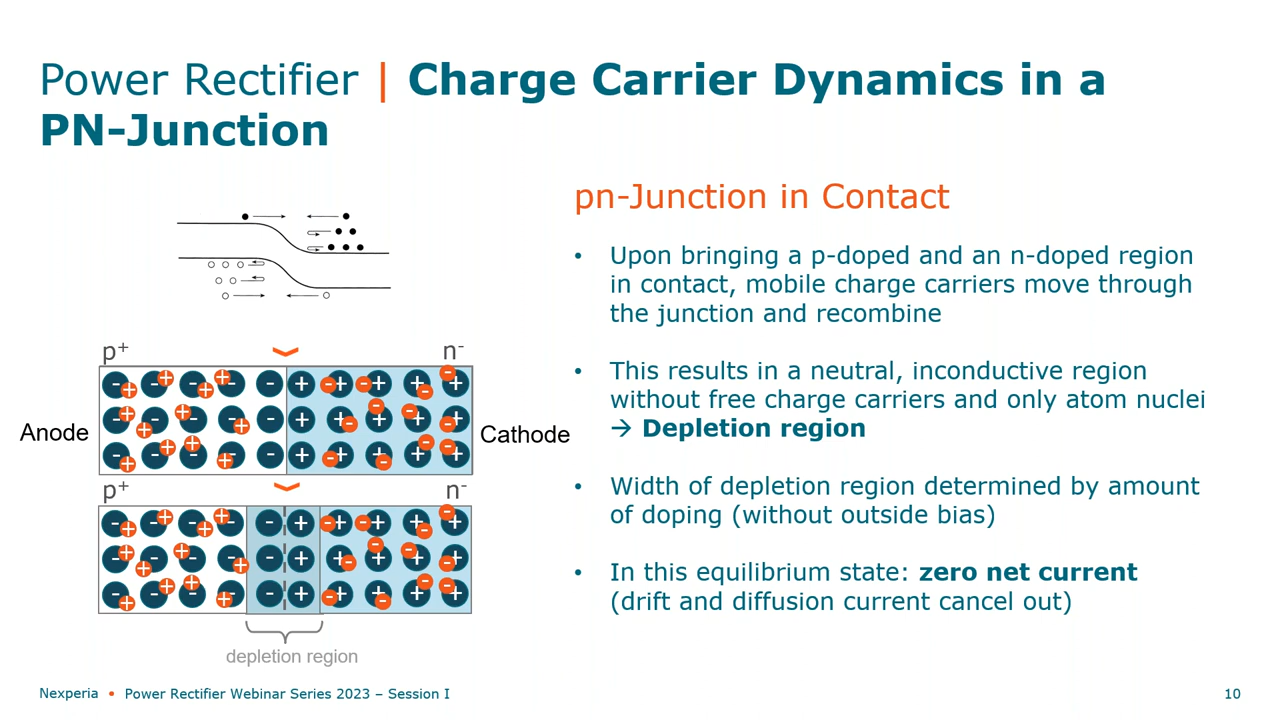 Power Rectifier | Charge Carrier Dynamics in a
PN-Junction
pn-Junction in Contact
• Upon bringing a p-doped and an n-doped region
in contact, mobile charge carriers move through
the junction and recombine
• This results in a neutral, inconductive region
without free charge carriers and only atom nuclei
→ Depletion region
• Width of depletion region determined by amount
of doping (without outside bias)
• In this equilibrium state: zero net current
(drift and diffusion current cancel out)
p⁺ n⁻
Anode
Cathode
p⁺ n⁻
depletion region
Nexperia • Power Rectifier Webinar Series 2023 – Session I
10